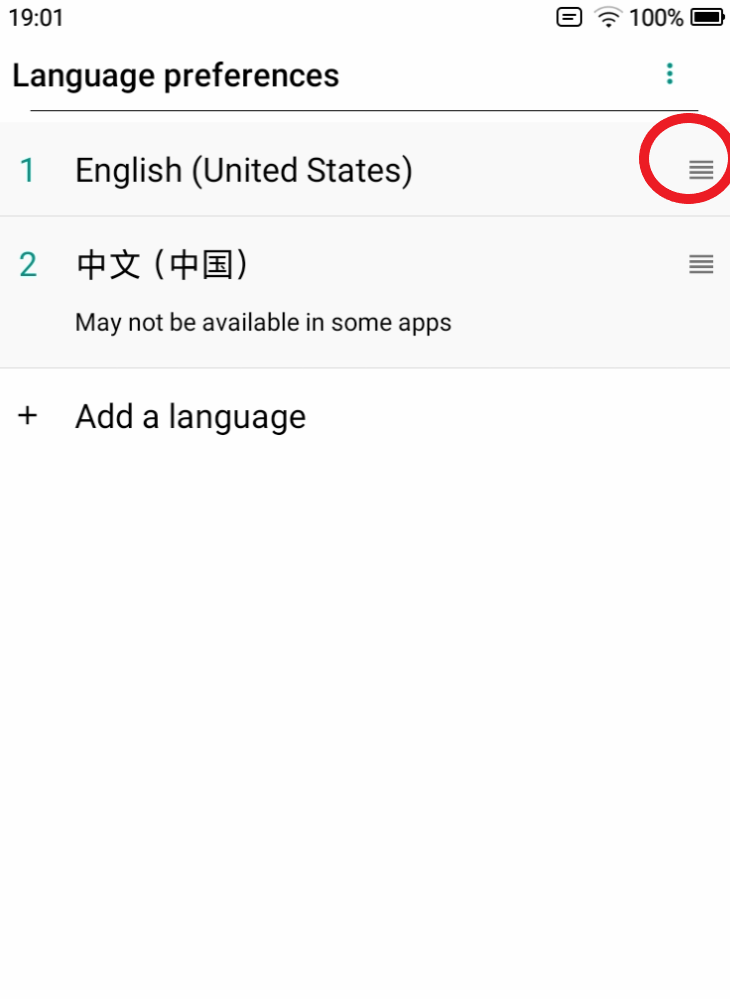 19:01 100%
Language preferences
1 English (United States)
2 中文 (中国)
May not be available in some apps
+ Add a language